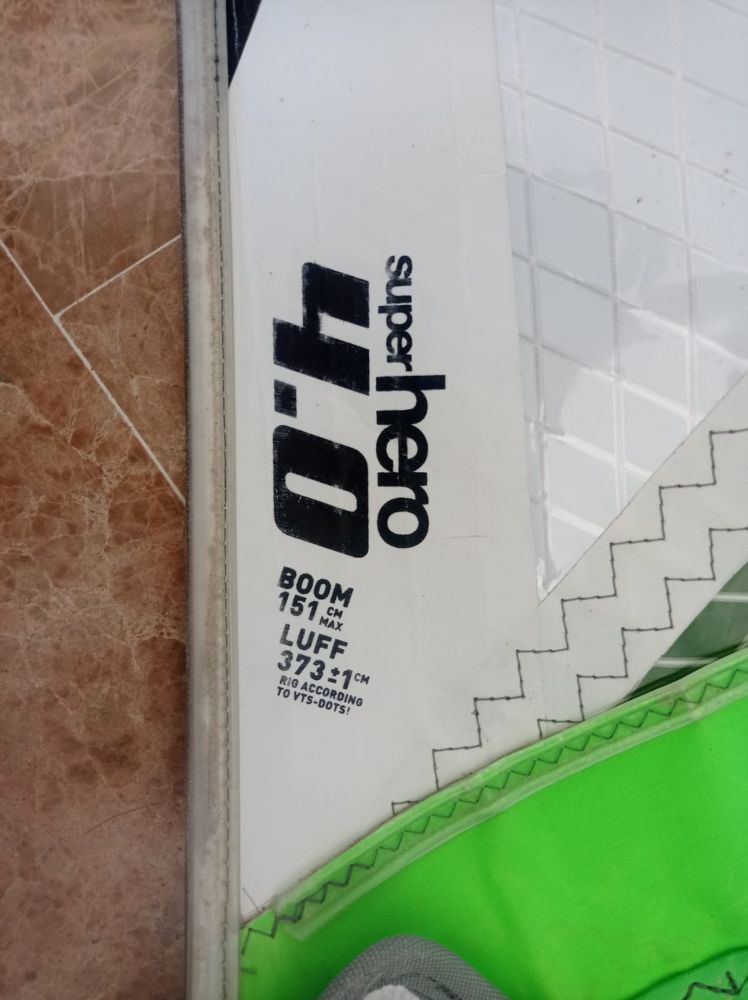 super hero
4.0
BOOM
151 CM
MAX
LUFF
373±1CM
RIG ACCORDING
TO VTS-DOTS!